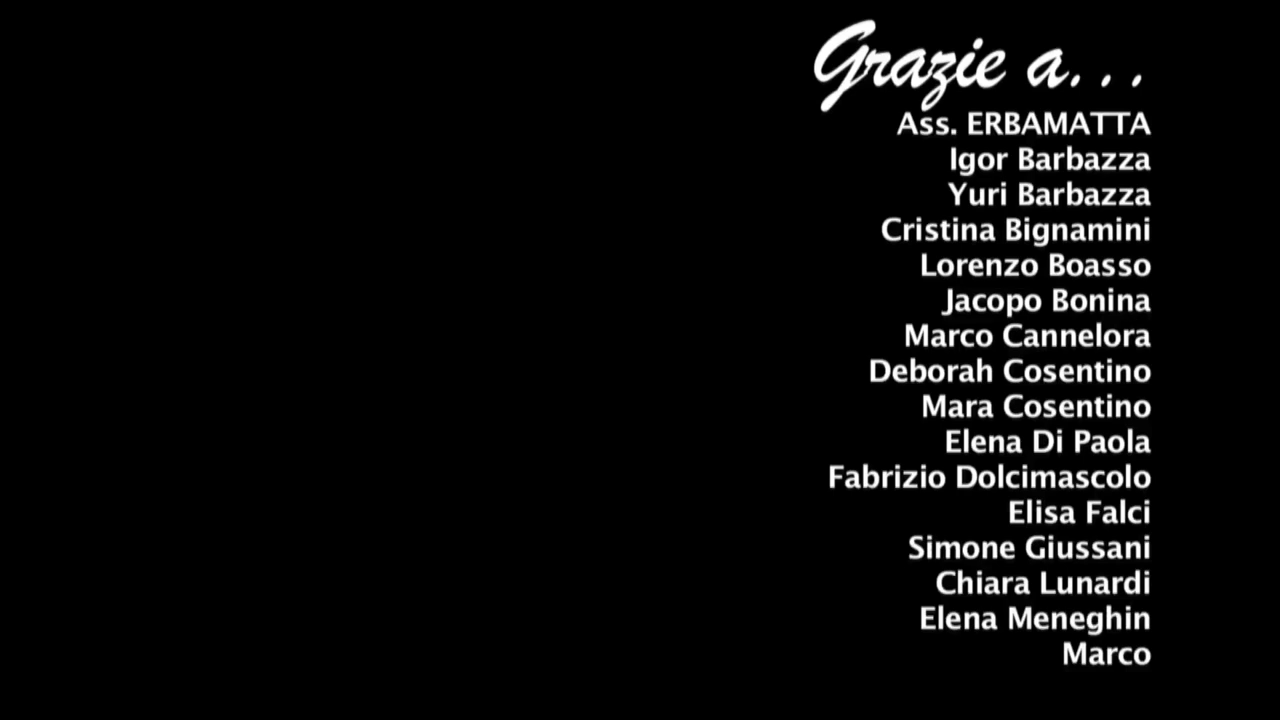 Grazie a...
Ass. ERBAMATTA
Igor Barbazza
Yuri Barbazza
Cristina Bignamini
Lorenzo Boasso
Jacopo Bonina
Marco Cannelora
Deborah Cosentino
Mara Cosentino
Elena Di Paola
Fabrizio Dolcimascolo
Elisa Falci
Simone Giussani
Chiara Lunardi
Elena Meneghin
Marco